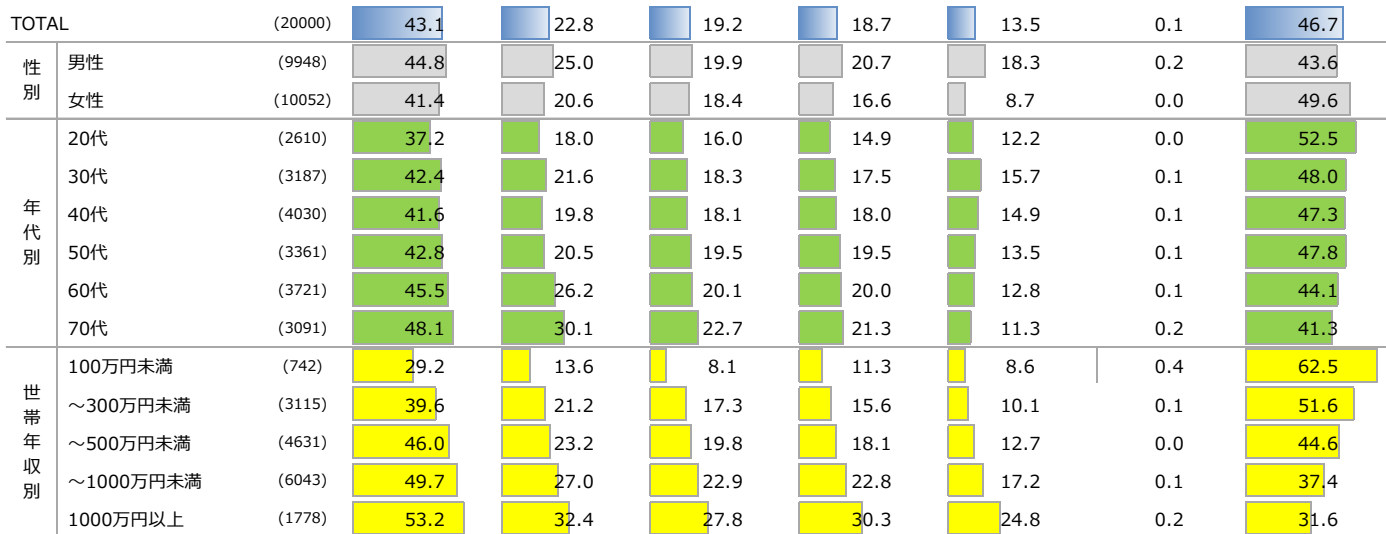 TOTAL (20000) 43.1 22.8 19.2 18.7 13.5 0.1 46.7
性別
男性 (9948) 44.8 25.0 19.9 20.7 18.3 0.2 43.6
女性 (10052) 41.4 20.6 18.4 16.6 8.7 0.0 49.6
年代別
20代 (2610) 37.2 18.0 16.0 14.9 12.2 0.0 52.5
30代 (3187) 42.4 21.6 18.3 17.5 15.7 0.1 48.0
40代 (4030) 41.6 19.8 18.1 18.0 14.9 0.1 47.3
50代 (3361) 42.8 20.5 19.5 19.5 13.5 0.1 47.8
60代 (3721) 45.5 26.2 20.1 20.0 12.8 0.1 44.1
70代 (3091) 48.1 30.1 22.7 21.3 11.3 0.2 41.3
世帯年収別
100万円未満 (742) 29.2 13.6 8.1 11.3 8.6 0.4 62.5
～300万円未満 (3115) 39.6 21.2 17.3 15.6 10.1 0.1 51.6
～500万円未満 (4631) 46.0 23.2 19.8 18.1 12.7 0.0 44.6
～1000万円未満 (6043) 49.7 27.0 22.9 22.8 17.2 0.1 37.4
1000万円以上 (1778) 53.2 32.4 27.8 30.3 24.8 0.2 31.6